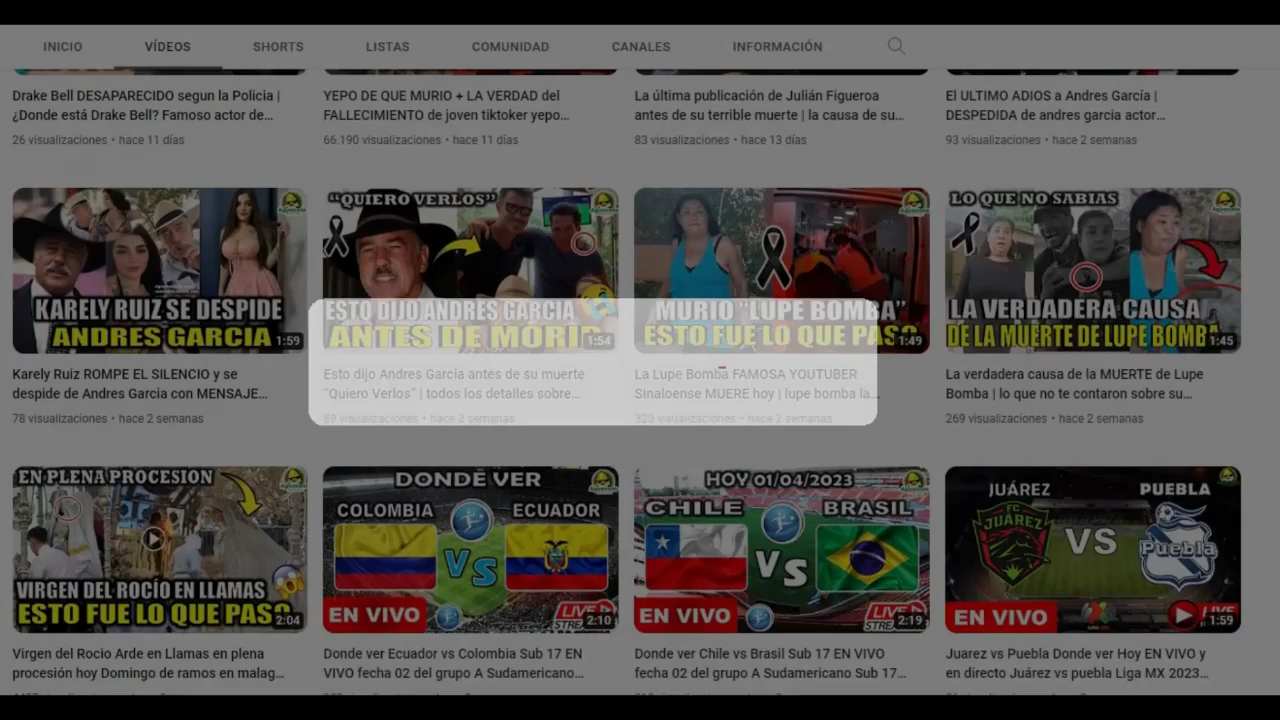 INICIO
VÍDEOS
SHORTS
LISTAS
COMUNIDAD
CANALES
INFORMACIÓN
Drake Bell DESAPARECIDO segun la Policia |
¿Donde está Drake Bell? Famoso actor de…
26 visualizaciones • hace 11 días
YEPO DE QUE MURIO + LA VERDAD del
FALLECIMIENTO de joven tiktoker yepo…
66.190 visualizaciones • hace 11 días
La última publicación de Julián Figueroa
antes de su terrible muerte | la causa de su…
83 visualizaciones • hace 13 días
El ULTIMO ADIOS a Andres García |
DESPEDIDA de andres garcia actor…
93 visualizaciones • hace 2 semanas
KARELY RUIZ SE DESPIDE
ANDRES GARCIA
1:59
Karely Ruiz ROMPE EL SILENCIO y se
despide de Andres Garcia con MENSAJE…
78 visualizaciones • hace 2 semanas
“QUIERO VERLOS”
ESTO DIJO ANDRES GARCIA
ANTES DE MORIR
1:54
Esto dijo Andres Garcia antes de su muerte
“Quiero Verlos” | todos los detalles sobre…
89 visualizaciones • hace 2 semanas
MURIO “LUPE BOMBA”
ESTO FUE LO QUE PASO
1:49
La Lupe Bomba FAMOSA YOUTUBER
Sinaloense MUERE hoy | lupe bomba la…
323 visualizaciones • hace 2 semanas
LO QUE NO SABIAS
LA VERDADERA CAUSA
DE LA MUERTE DE LUPE BOMBA
1:45
La verdadera causa de la MUERTE de Lupe
Bomba | lo que no te contaron sobre su…
269 visualizaciones • hace 2 semanas
EN PLENA PROCESION
VIRGEN DEL ROCÍO EN LLAMAS
ESTO FUE LO QUE PASO
2:04
Virgen del Rocio Arde en Llamas en plena
procesión hoy Domingo de ramos en malag…
DONDE VER
COLOMBIA
ECUADOR
VS
EN VIVO
LIVE
STRE
2:10
Donde ver Ecuador vs Colombia Sub 17 EN
VIVO fecha 02 del grupo A Sudamericano…
HOY 01/04/2023
CHILE
BRASIL
Vs
EN VIVO
LIVE
STRE
2:19
Donde ver Chile vs Brasil Sub 17 EN VIVO
fecha 02 del grupo A Sudamericano Sub 17…
JUÁREZ
PUEBLA
FC
JUÁREZ
VS
Puebla
EN VIVO
LIVE
1:59
Juarez vs Puebla Donde ver Hoy EN VIVO y
en directo Juárez vs puebla Liga MX 2023…